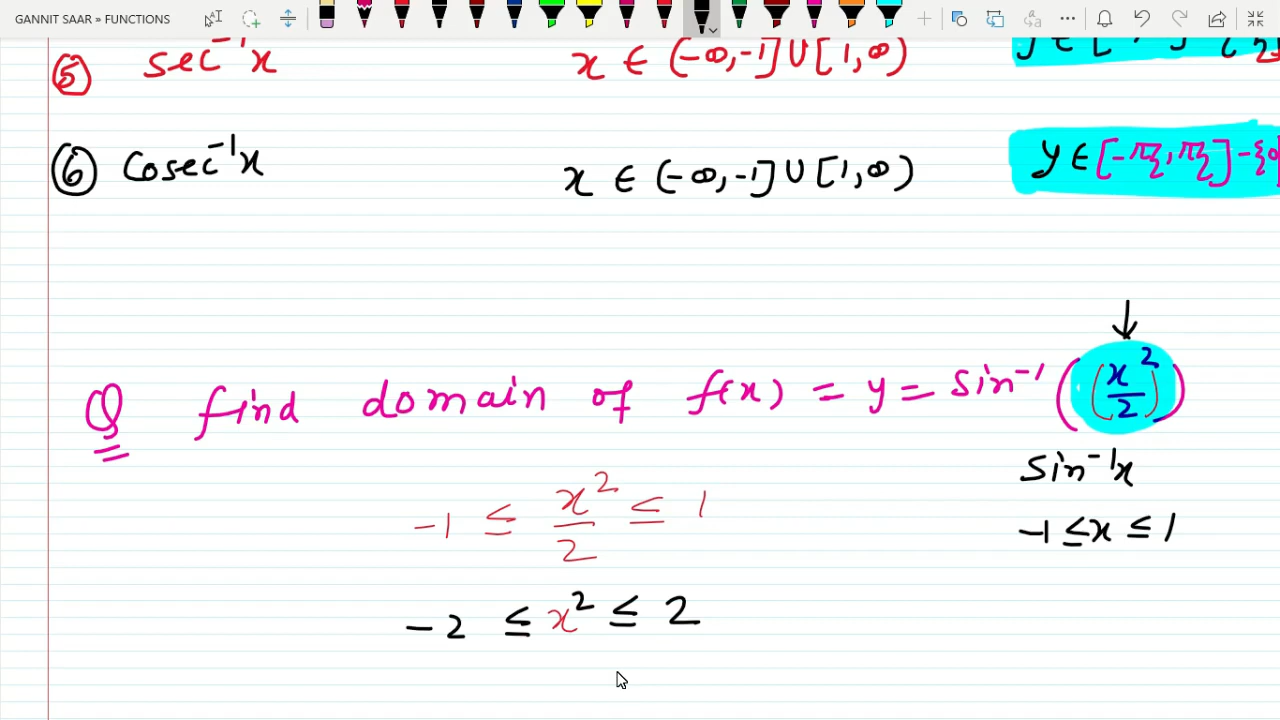 GANNIT SAAR » FUNCTIONS
⑤ sec⁻¹x x ∈ (-∞,-1]∪[1,∞)
⑥ Cosec⁻¹x x ∈ (-∞,-1]∪[1,∞) y ∈ [-π/2, π/2]-{0}
Q find domain of f(x) = y = sin⁻¹((x²/2))
sin⁻¹x
-1 ≤ x²/2 ≤ 1
-1 ≤ x ≤ 1
-2 ≤ x² ≤ 2